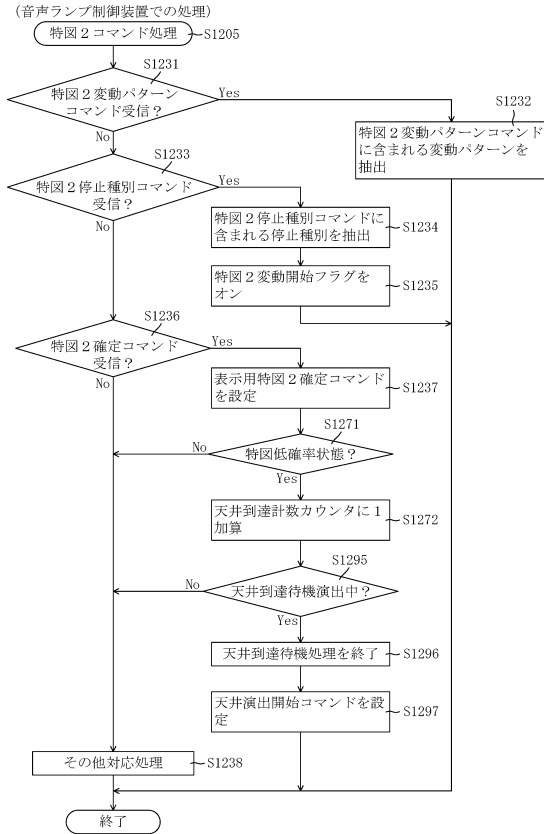 (音声ランプ制御装置での処理)
特図２コマンド処理
S1205
S1231
特図２変動パターン
コマンド受信？
Yes
No
S1232
特図２変動パターンコマンド
に含まれる変動パターンを
抽出
S1233
特図２停止種別コマンド
受信？
Yes
No
特図２停止種別コマンドに
含まれる停止種別を抽出
S1234
特図２変動開始フラグを
オン
S1235
S1236
特図２確定コマンド
受信？
Yes
No
表示用特図２確定コマンド
を設定
S1237
S1271
特図低確率状態？
No
Yes
天井到達計数カウンタに１
加算
S1272
S1295
天井到達待機演出中？
No
Yes
天井到達待機処理を終了
S1296
天井演出開始コマンドを設
定
S1297
その他対応処理
S1238
終了